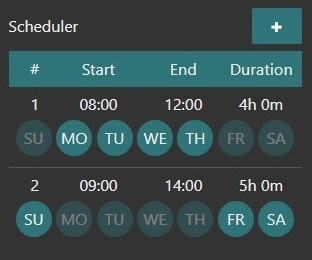 Scheduler +
# Start End Duration
1 08:00 12:00 4h 0m
SU MO TU WE TH FR SA
2 09:00 14:00 5h 0m
SU MO TU WE TH FR SA